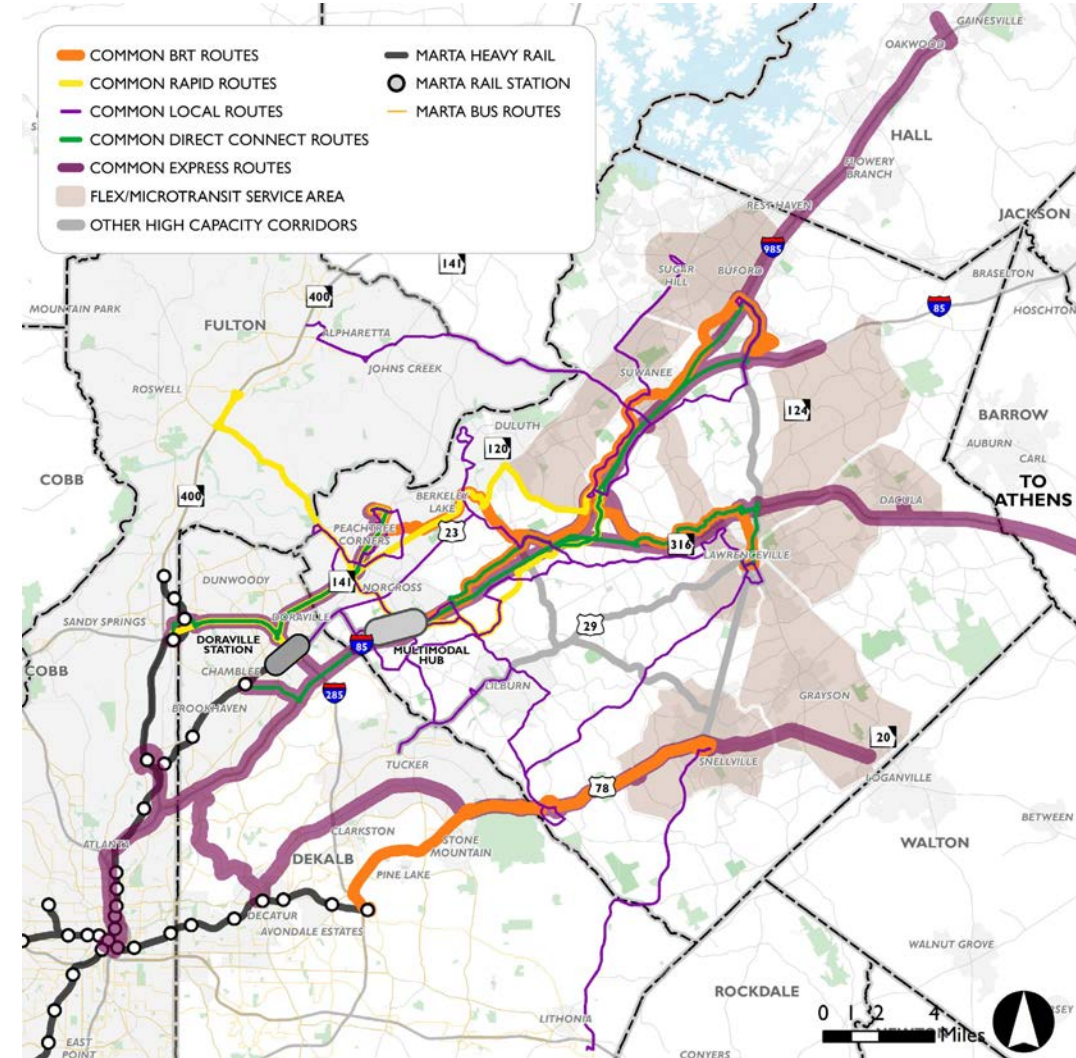 COMMON BRT ROUTES
COMMON RAPID ROUTES
COMMON LOCAL ROUTES
COMMON DIRECT CONNECT ROUTES
COMMON EXPRESS ROUTES
FLEX/MICROTRANSIT SERVICE AREA
OTHER HIGH CAPACITY CORRIDORS
MARTA HEAVY RAIL
MARTA RAIL STATION
MARTA BUS ROUTES
GAINESVILLE
OAKWOOD
HALL
FLOWERY
BRANCH
REST HAVEN
JACKSON
985
141
SUGAR
HILL
BUFORD
BRASELTON
85
HOSCHTON
MOUNTAIN PARK
400
FULTON
ALPHARETTA
JOHNS CREEK
ROSWELL
SUWANEE
124
DULUTH
BARROW
AUBURN
CARL
COBB
120
TO
ATHENS
400
BERKELEY
LAKE
DACULA
PEACHTREE
CORNERS
23
316
LAWRENCEVILLE
DUNWOODY
141
NORCROSS
SANDY SPRINGS
DORAVILLE
29
DORAVILLE
STATION
85
MULTIMODAL
HUB
COBB
CHAMBLEE
LILBURN
285
GRAYSON
BROOKHAVEN
20
TUCKER
SNELLVILLE
LOGANVILLE
78
BETWEEN
CLARKSTON
STONE
MOUNTAIN
WALTON
ATLANTA
DEKALB
PINE LAKE
DECATUR
AVONDALE ESTATES
WALNUT GROVE
ROCKDALE
LITHONIA
0 1 2 4
Miles
EAST
POINT
CONYERS